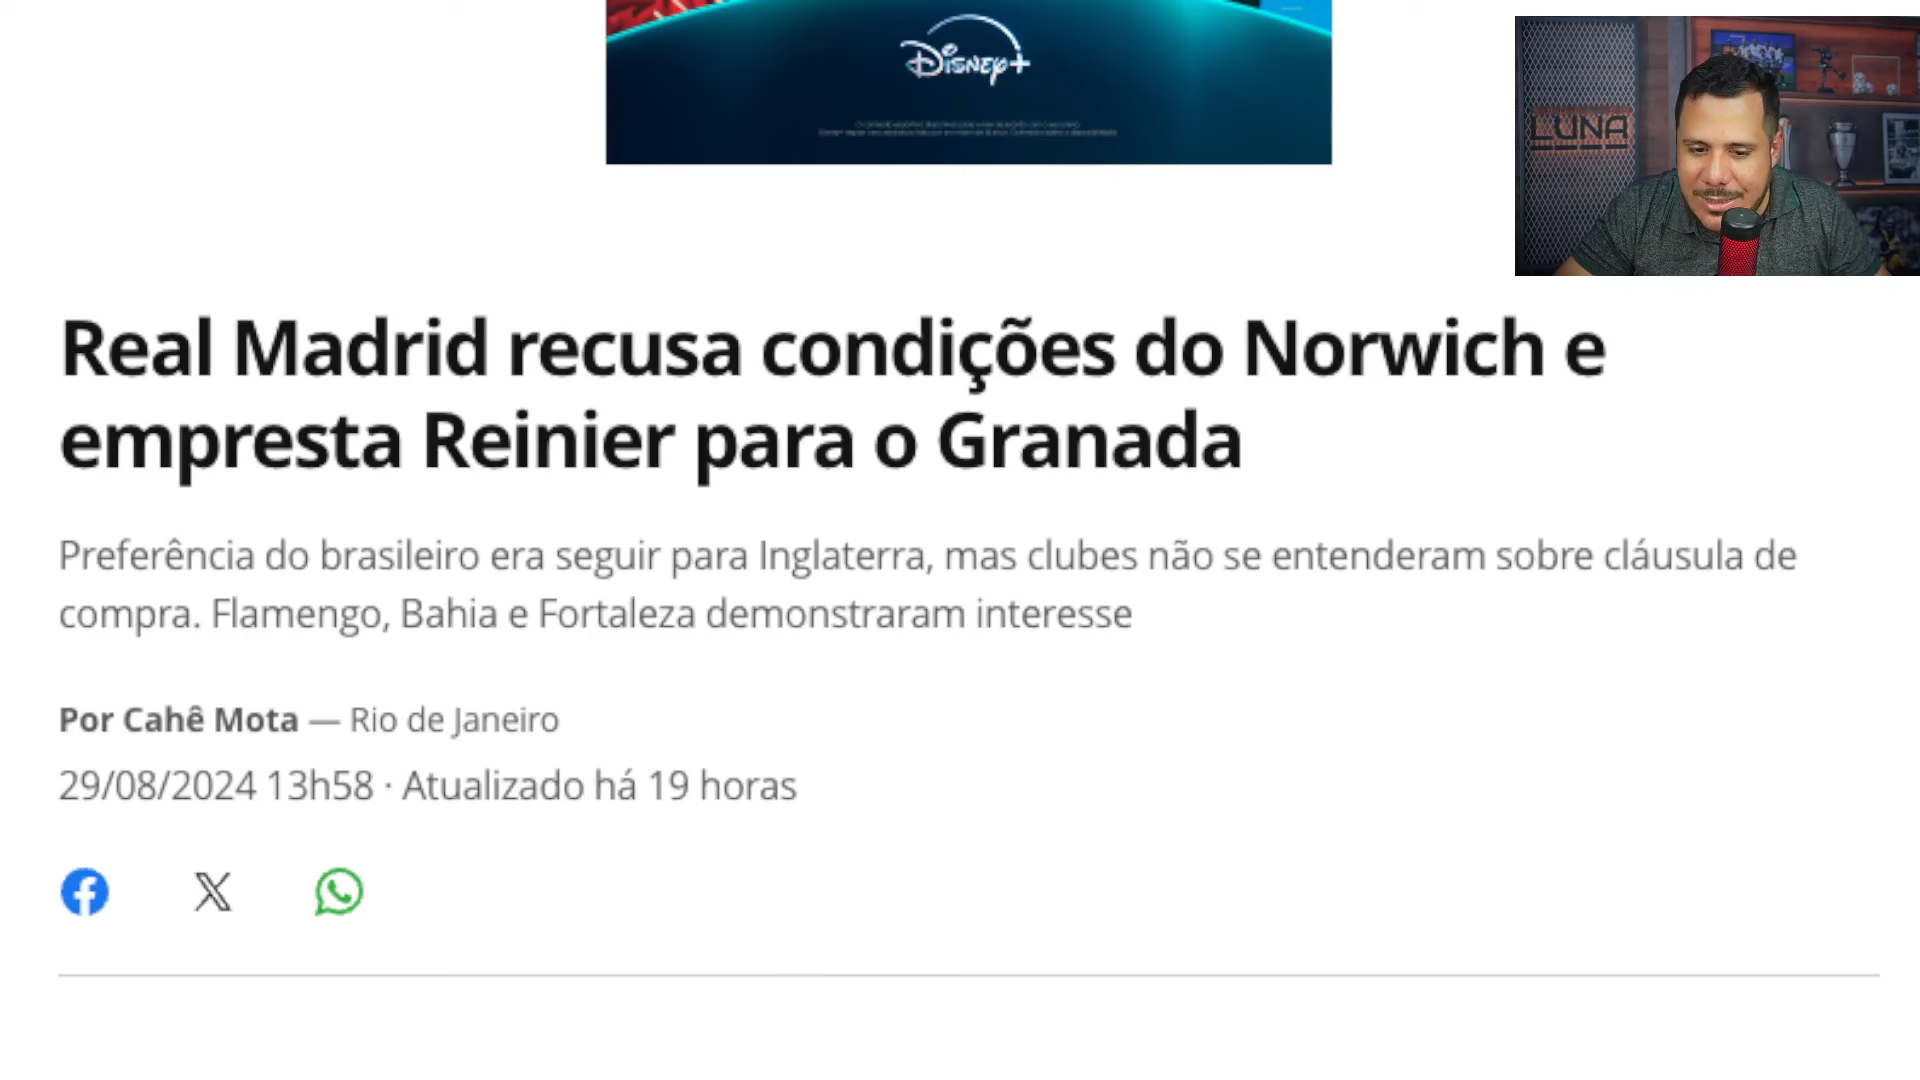 Disney+
LUNA
Real Madrid recusa condições do Norwich e
empresta Reinier para o Granada
Preferência do brasileiro era seguir para Inglaterra, mas clubes não se entenderam sobre cláusula de
compra. Flamengo, Bahia e Fortaleza demonstraram interesse
Por Cahê Mota — Rio de Janeiro
29/08/2024 13h58 · Atualizado há 19 horas